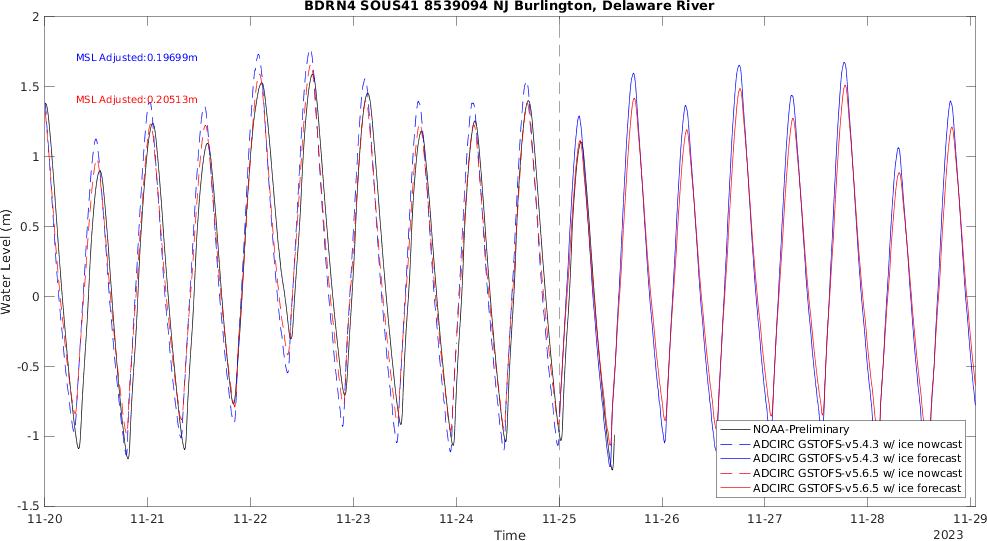 BDRN4 SOUS41 8539094 NJ Burlington, Delaware River
MSL Adjusted:0.19699m
MSL Adjusted:0.20513m
Water Level (m)
2
1.5
1
0.5
0
-0.5
-1
-1.5
NOAA-Preliminary
ADCIRC GSTOFS-v5.4.3 w/ ice nowcast
ADCIRC GSTOFS-v5.4.3 w/ ice forecast
ADCIRC GSTOFS-v5.6.5 w/ ice nowcast
ADCIRC GSTOFS-v5.6.5 w/ ice forecast
11-20 11-21 11-22 11-23 11-24 11-25 11-26 11-27 11-28 11-29
Time
2023